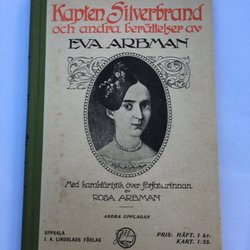 Kapten Silverbrand
och andra berättelser av
EVA ARBMAN
Med karaktäristik över författarinnan
av
ROSA ARBMAN
ANDRA UPPLAGAN
UPPSALA
J. A. LINDBLADS FÖRLAG
PRIS: HÄFT. 1 kr.
KART. 1:35.